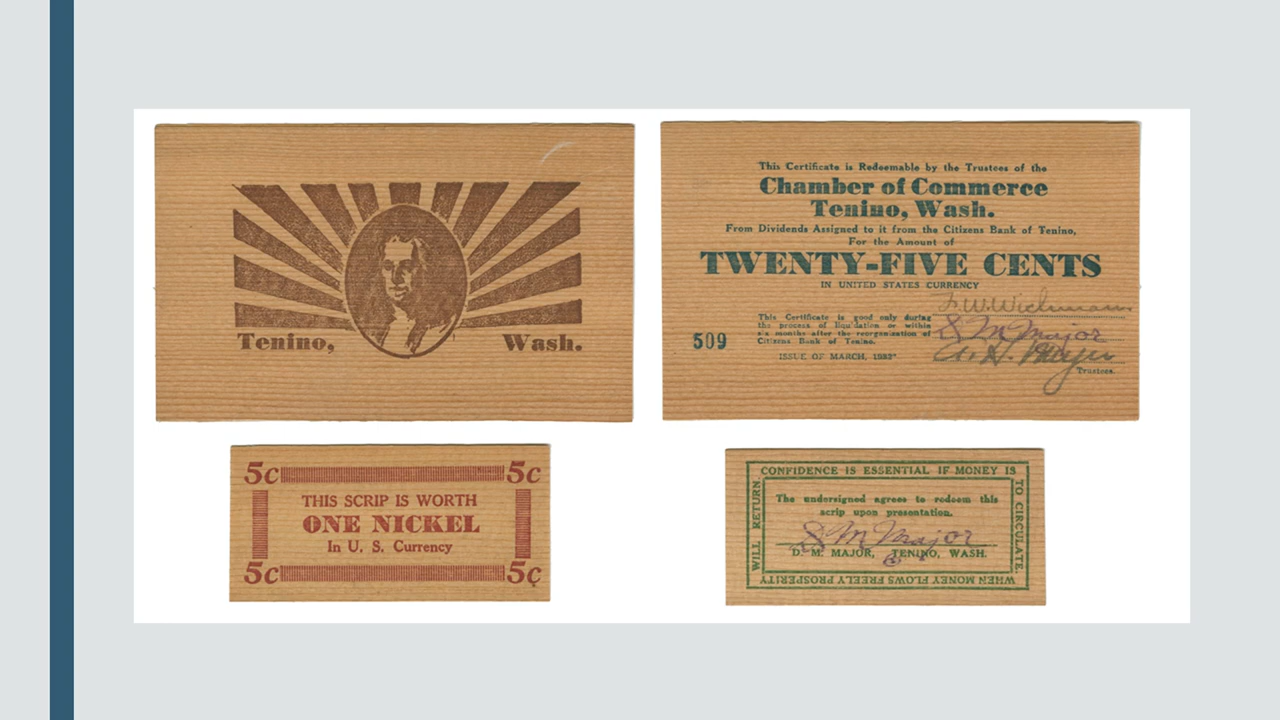 Tenino, Wash.
This Certificate is Redeemable by the Trustees of the
Chamber of Commerce
Tenino, Wash.
From Dividends Assigned to it from the Citizens Bank of Tenino,
For the Amount of
TWENTY-FIVE CENTS
IN UNITED STATES CURRENCY
This Certificate is good only during
the process of liquidation or within
six months after the reorganization of
Citizens Bank of Tenino.
509
ISSUE OF MARCH,
F.W.Wichman
D M Major
A. H. Meyer
Trustees.
5c 5c
THIS SCRIP IS WORTH
ONE NICKEL
In U. S. Currency
5c 5c
CONFIDENCE IS ESSENTIAL IF MONEY IS
TO CIRCULATE.
WHEN MONEY FLOWS FREELY PROSPERITY
WILL RETURN.
The undersigned agrees to redeem this
scrip upon presentation.
D M Major
D. M. MAJOR, TENINO, WASH.